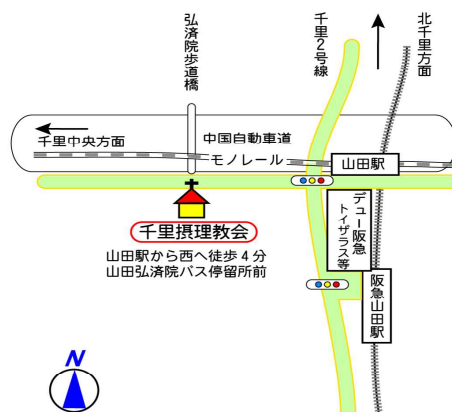 弘済院歩道橋
千里2号線
北千里方面
千里中央方面
中国自動車道
モノレール
山田駅
千里摂理教会
山田駅から西へ徒歩4分
山田弘済院バス停留所前
デュー阪急
トイザラス等
阪急山田駅
N